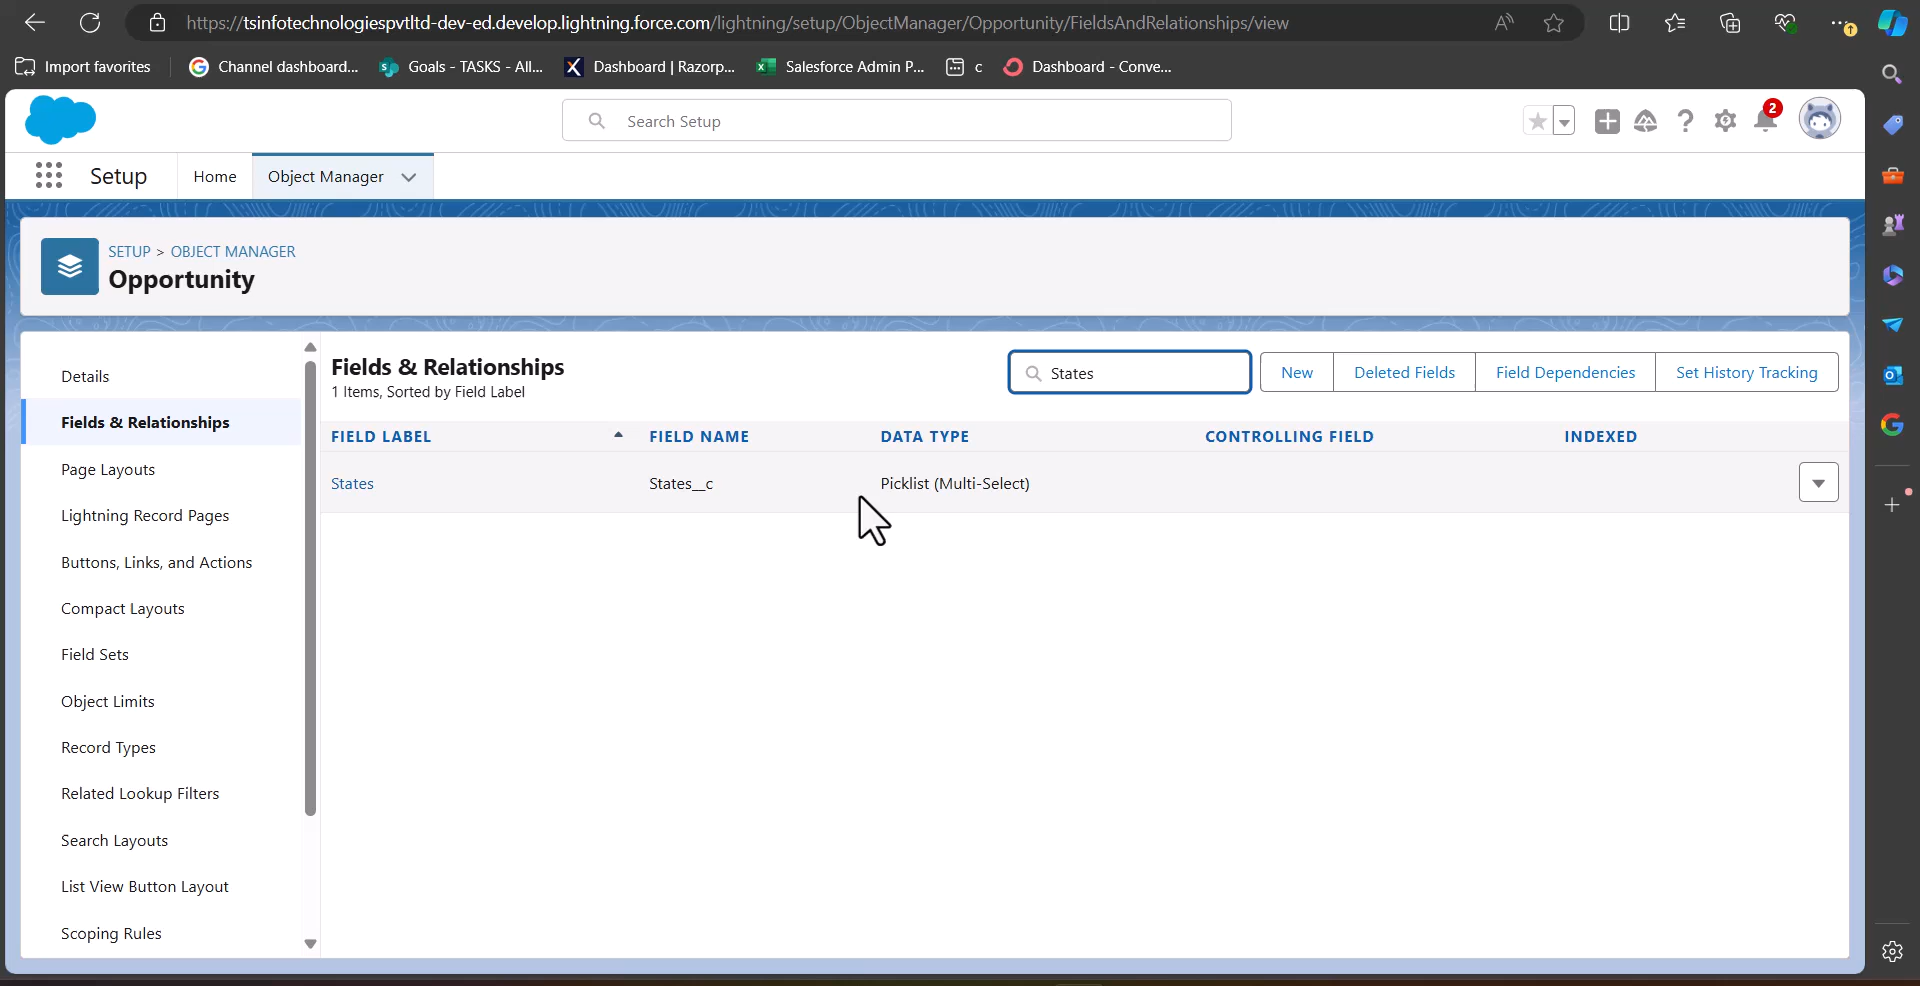 https://tsinfotechnologiespvtltd-dev-ed.develop.lightning.force.com/lightning/setup/ObjectManager/Opportunity/FieldsAndRelationships/view
Import favorites
Channel dashboard...
Goals - TASKS - All...
Dashboard | Razorp...
Salesforce Admin P...
c
Dashboard - Conve...
Search Setup
2
Setup
Home
Object Manager
SETUP > OBJECT MANAGER
Opportunity
Details
Fields & Relationships
Page Layouts
Lightning Record Pages
Buttons, Links, and Actions
Compact Layouts
Field Sets
Object Limits
Record Types
Related Lookup Filters
Search Layouts
List View Button Layout
Scoping Rules
Fields & Relationships
1 Items, Sorted by Field Label
States
New
Deleted Fields
Field Dependencies
Set History Tracking
FIELD LABEL FIELD NAME DATA TYPE CONTROLLING FIELD INDEXED
States States__c Picklist (Multi-Select)